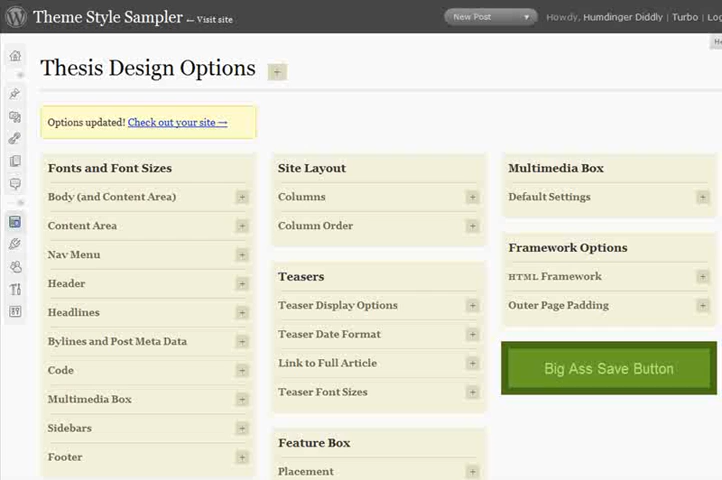 Theme Style Sampler ← Visit site
New Post
Howdy, Humdinger Diddly | Turbo | Log
He
Thesis Design Options +
Options updated! Check out your site →
Fonts and Font Sizes
Body (and Content Area) +
Content Area +
Nav Menu +
Header +
Headlines +
Bylines and Post Meta Data +
Code +
Multimedia Box +
Sidebars +
Footer +
Site Layout
Columns +
Column Order +
Teasers
Teaser Display Options +
Teaser Date Format +
Link to Full Article +
Teaser Font Sizes +
Feature Box
Placement +
Multimedia Box
Default Settings +
Framework Options
HTML Framework +
Outer Page Padding +
Big Ass Save Button